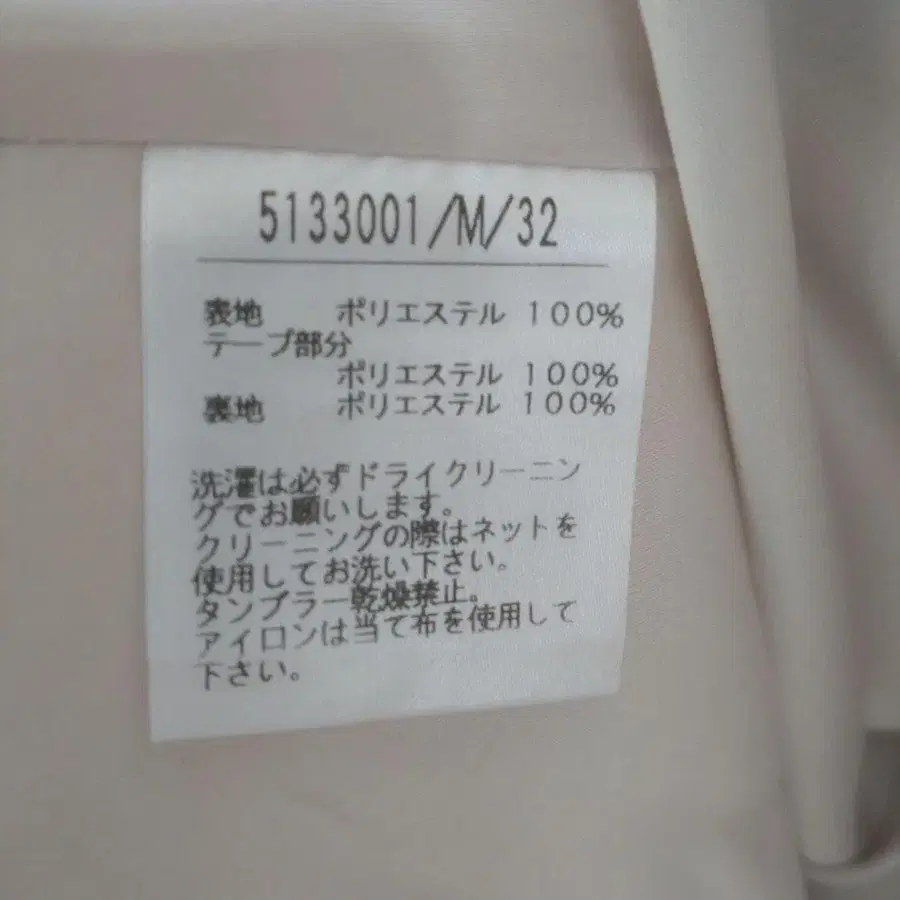 5133001/M/32
表地 ポリエステル 100%
テープ部分
ポリエステル 100%
裏地 ポリエステル 100%
洗濯は必ずドライクリーニン
グでお願いします。
クリーニングの際はネットを
使用してお洗い下さい。
タンブラー乾燥禁止。
アイロンは当て布を使用して
下さい。